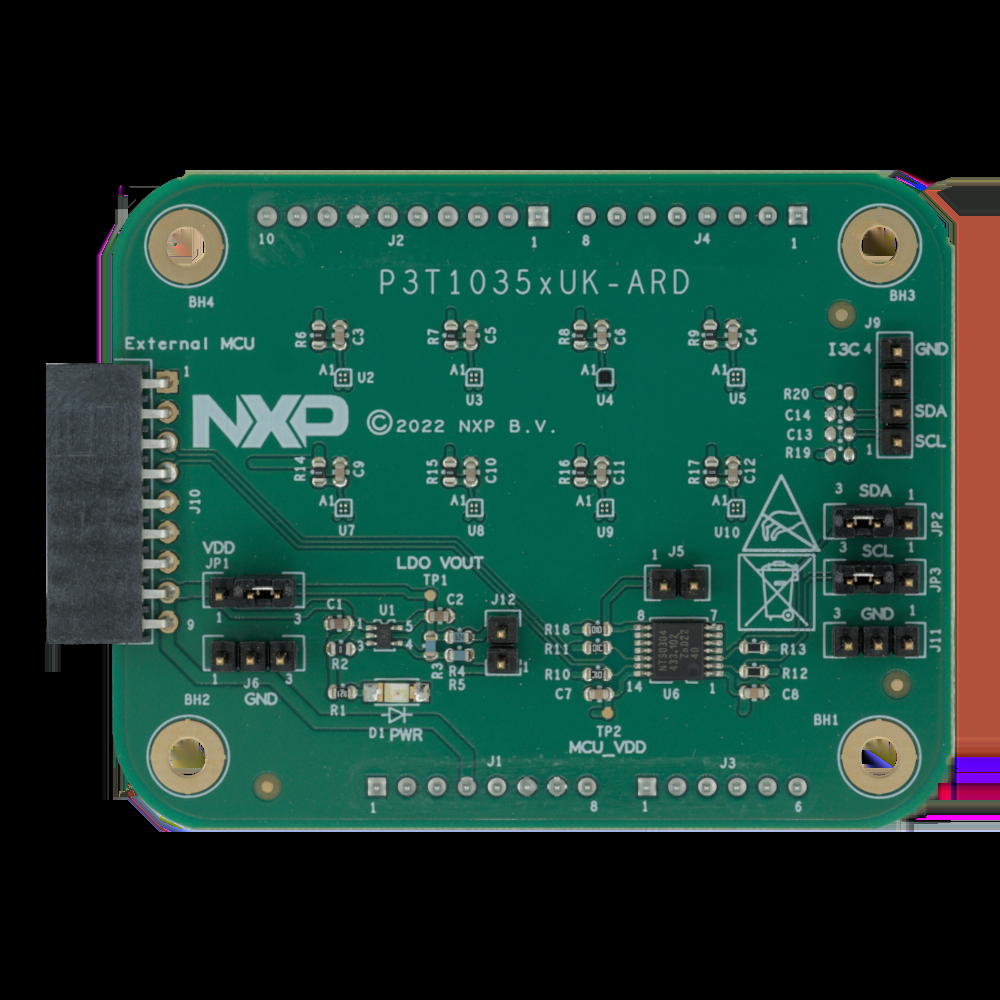 10 J2 1 8 J4 1
P3T1035xUK-ARD
BH4 BH3
External MCU
J9
I3C 4 GND
SDA
1 SCL
R6 C3 R7 C5 R8 C6 R9 C4
A1 U2 A1 U3 A1 U4 A1 U5
R20
C14
C13
R19
1
NXP ©2022 NXP B.V.
R14 C9 R15 C10 R16 C11 R17 C12
A1 U7 A1 U8 A1 U9 A1 U10
J10
9
3 SDA 1
JP2
3 SCL 1
JP3
3 GND 1
J11
VDD
JP1
1 3
LDO VOUT
TP1
C1 U1 C2 J12
1 5
3 4
1
R2 R3 R4
R5
J5
1
8 7
R18
R11
R10
C7 14 U6 1 C8
R13
R12
NTS0304
1 J6 3
GND
BH2
R1
D1 PWR
TP2
MCU_VDD
BH1
J1 J3
1 8 1 6